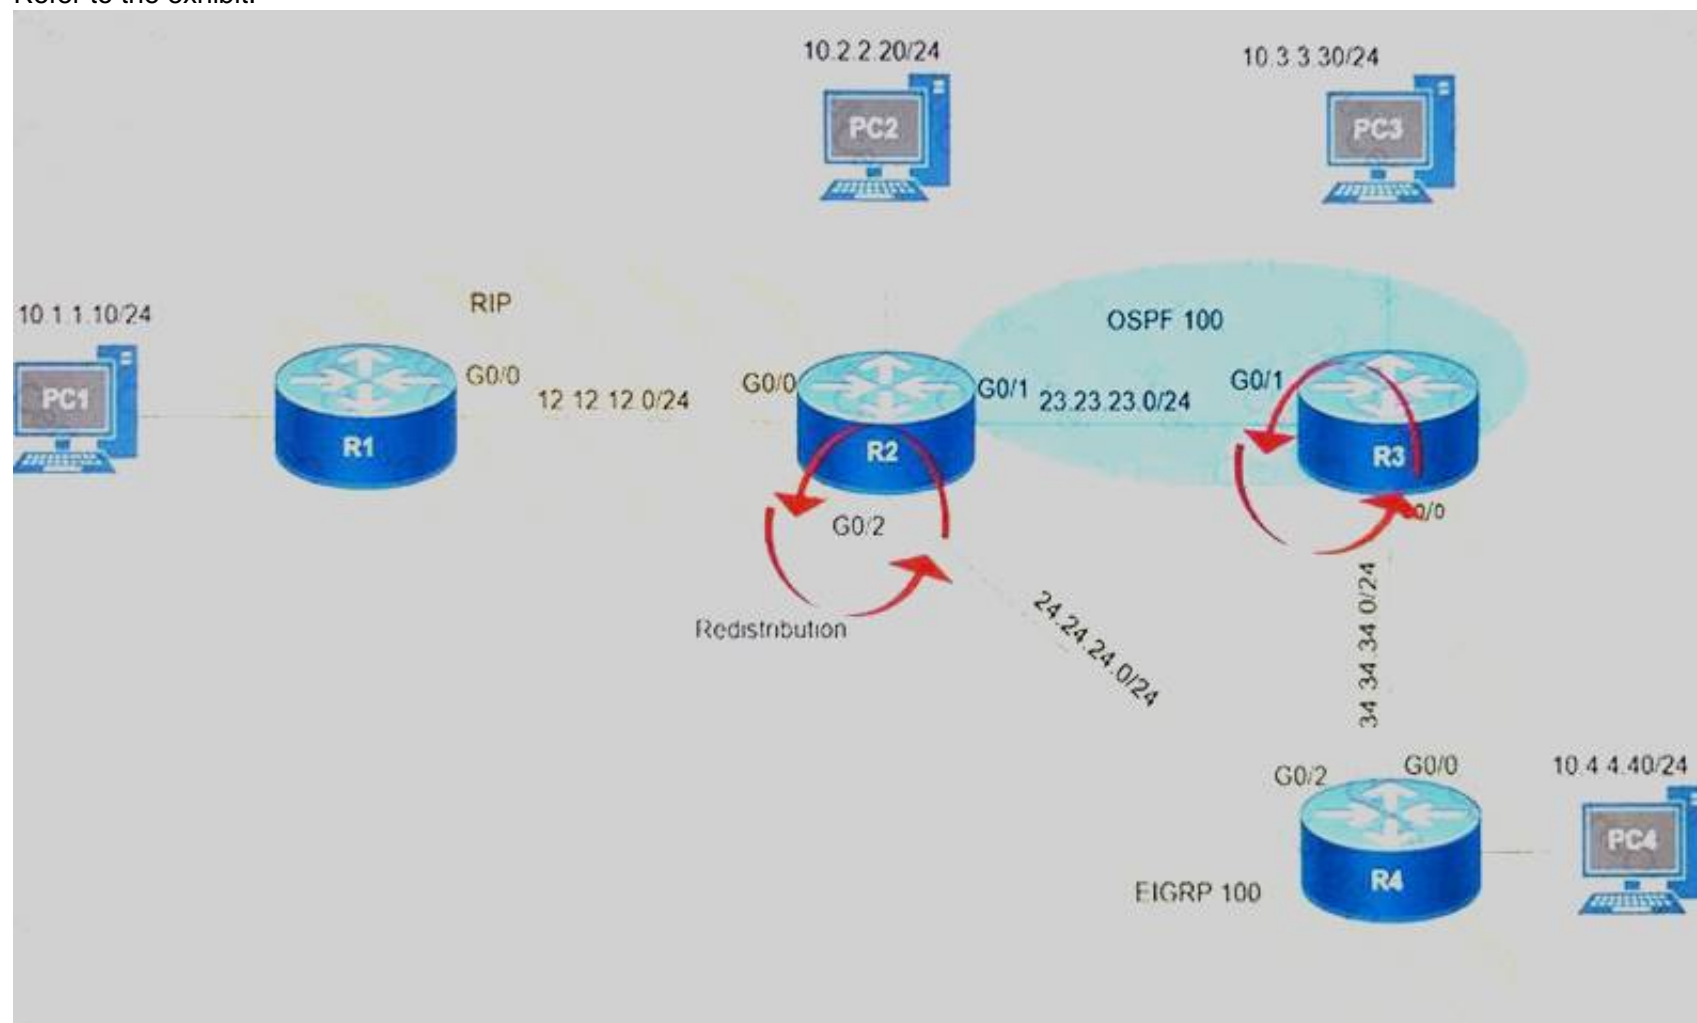 Refer to the exhibit.
10.2.2.20/24
10.3.3.30/24
PC2
PC3
10.1.1.10/24
RIP
OSPF 100
PC1
G0/0
12.12.12.0/24
G0/0
G0/1
23.23.23.0/24
G0/1
R1
R2
R3
G0/2
G0/0
Redistribution
24.24.24.0/24
34.34.34.0/24
G0/2
G0/0
10.4.4.40/24
PC4
R4
EIGRP 100